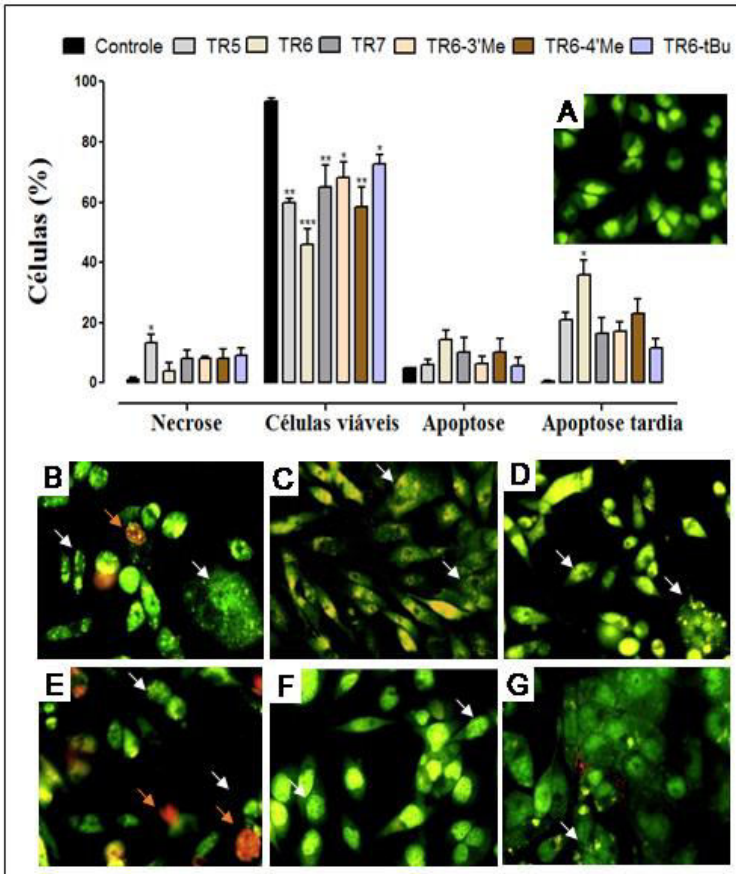 Controle TR5 TR6 TR7 TR6-3'Me TR6-4'Me TR6-tBu
100
80
60
40
20
0
Células (%)
*
**
***
**
*
**
*
*
Necrose Células viáveis Apoptose Apoptose tardia
A
B C D
E F G